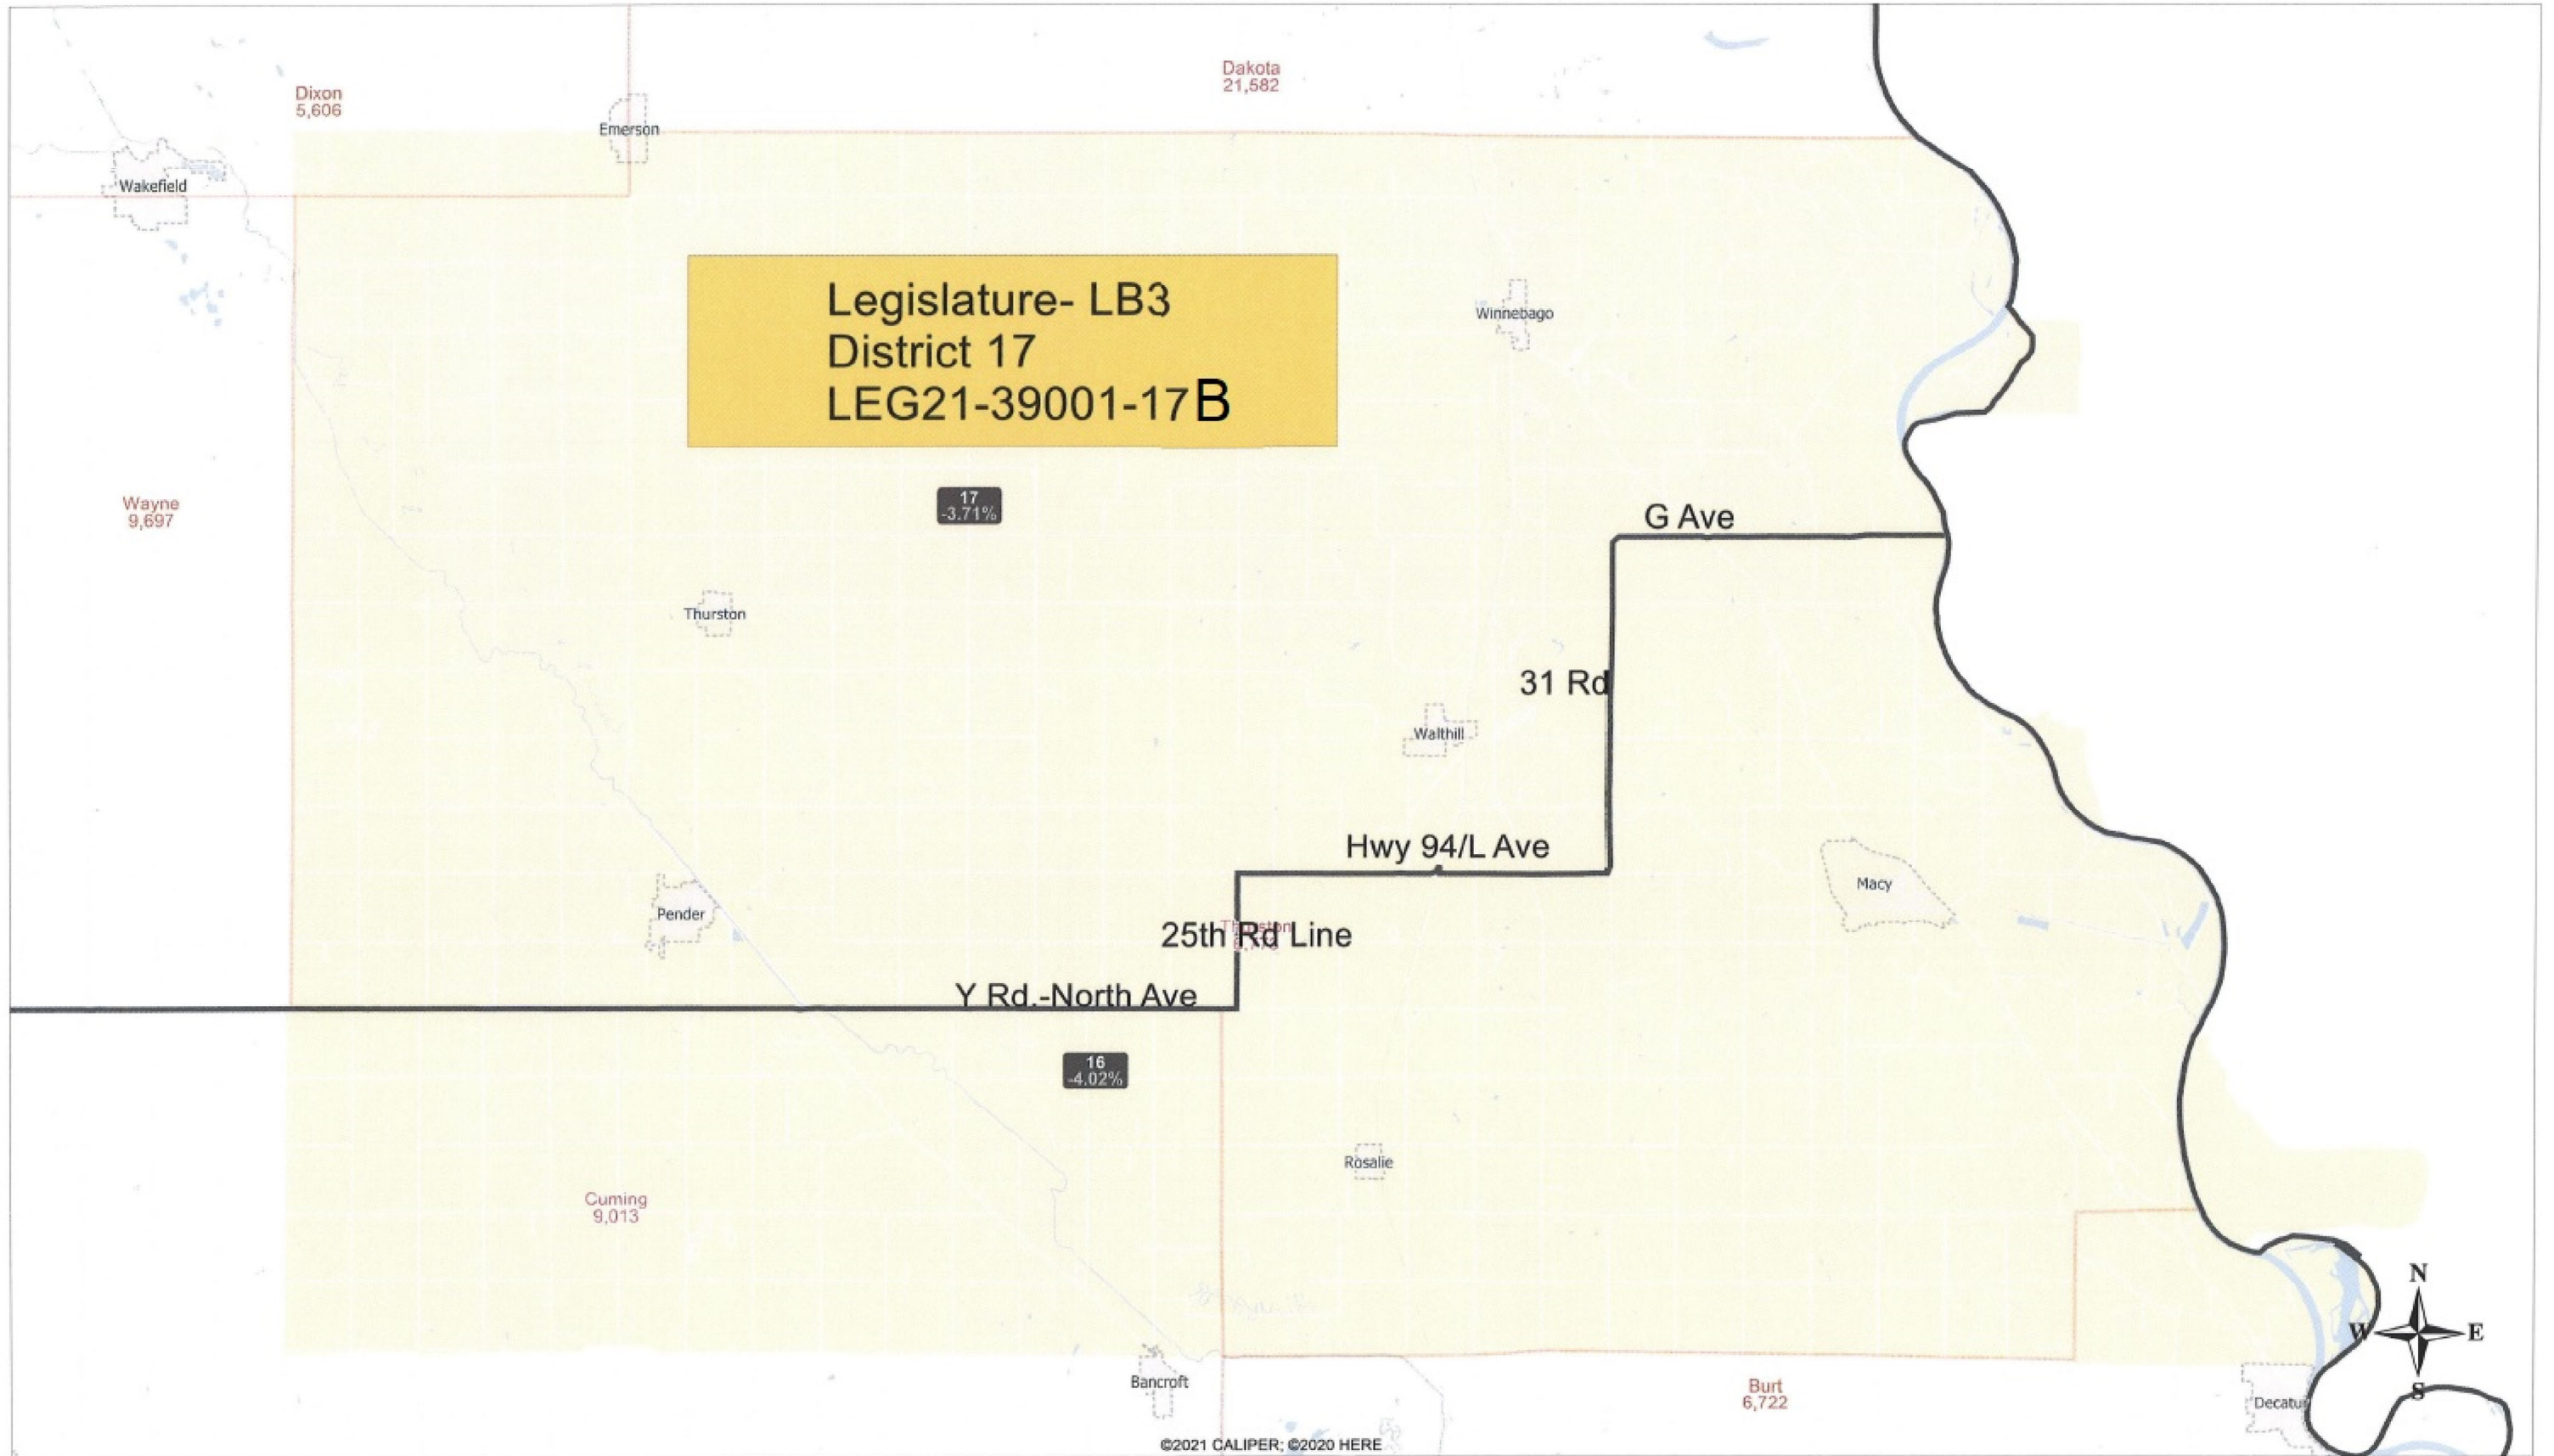 Dakota
21,582
Dixon
5,606
Emerson
Wakefield
Legislature- LB3
District 17
LEG21-39001-17B
Winnebago
17
-3.71%
Wayne
9,697
G Ave
Thurston
31 Rd
Walthill
Hwy 94/L Ave
Macy
Pender
Thurston
25th Rd Line
Y Rd.-North Ave
16
-4.02%
Rosalie
Cuming
9,013
N
W
E
S
Bancroft
Burt
6,722
Decatu
©2021 CALIPER; ©2020 HERE